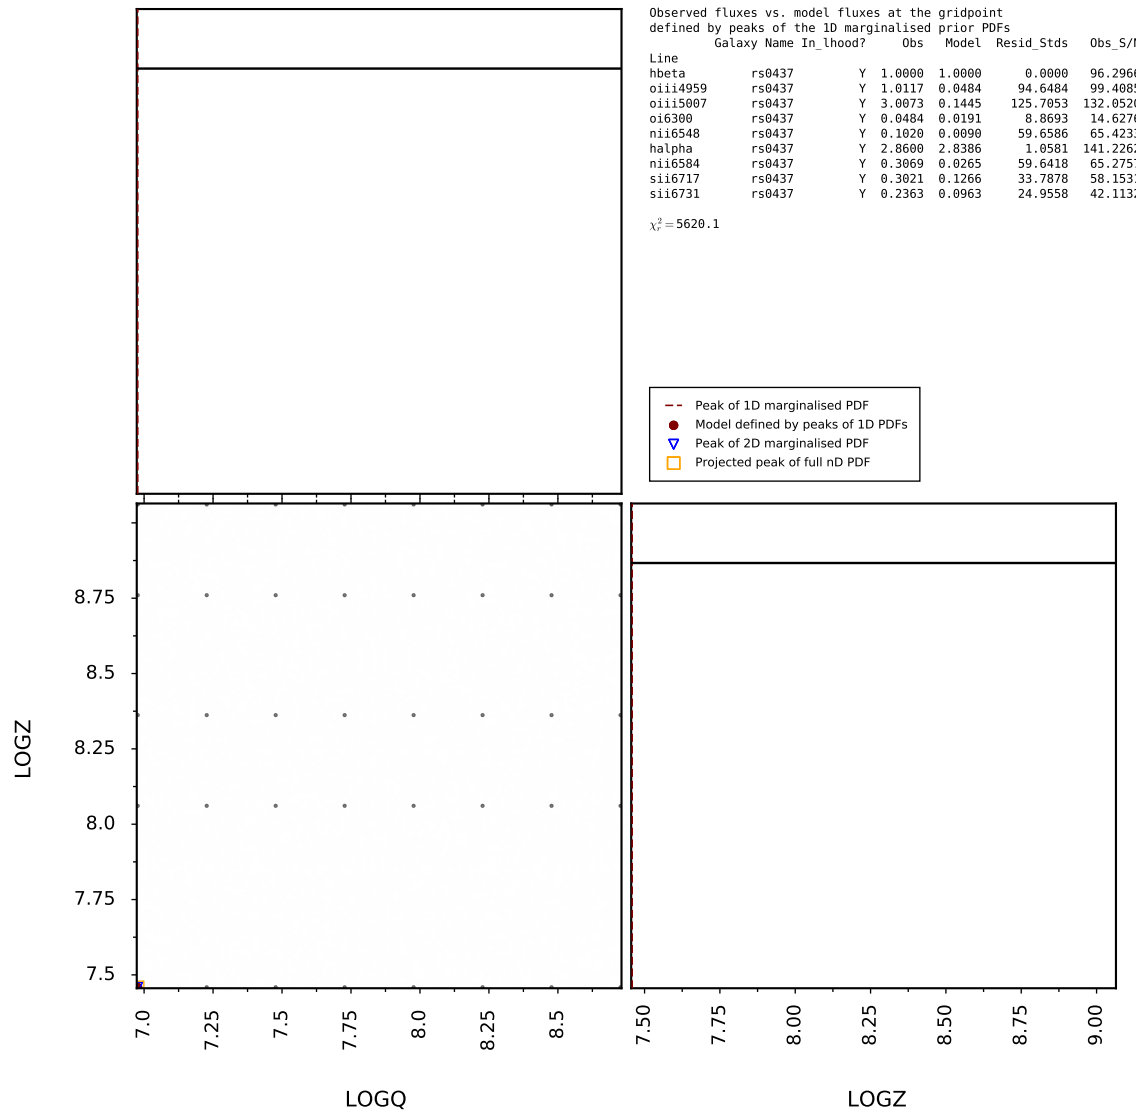 Observed fluxes vs. model fluxes at the gridpoint
defined by peaks of the 1D marginalised prior PDFs
Galaxy Name In_lhood? Obs Model Resid_Stds Obs_S/N
Line
hbeta rs0437 Y 1.0000 1.0000 0.0000 96.2966
oiii4959 rs0437 Y 1.0117 0.0484 94.6484 99.4085
oiii5007 rs0437 Y 3.0073 0.1445 125.7053 132.0520
oi6300 rs0437 Y 0.0484 0.0191 8.8693 14.6276
nii6548 rs0437 Y 0.1020 0.0090 59.6586 65.4233
halpha rs0437 Y 2.8600 2.8386 1.0581 141.2262
nii6584 rs0437 Y 0.3069 0.0265 59.6418 65.2757
sii6717 rs0437 Y 0.3021 0.1266 33.7878 58.1531
sii6731 rs0437 Y 0.2363 0.0963 24.9558 42.1132
χ²ᵣ = 5620.1
Peak of 1D marginalised PDF
Model defined by peaks of 1D PDFs
Peak of 2D marginalised PDF
Projected peak of full nD PDF
8.75
8.5
8.25
8.0
7.75
7.5
LOGZ
7.0 7.25 7.5 7.75 8.0 8.25 8.5
LOGQ
7.50 7.75 8.00 8.25 8.50 8.75 9.00
LOGZ